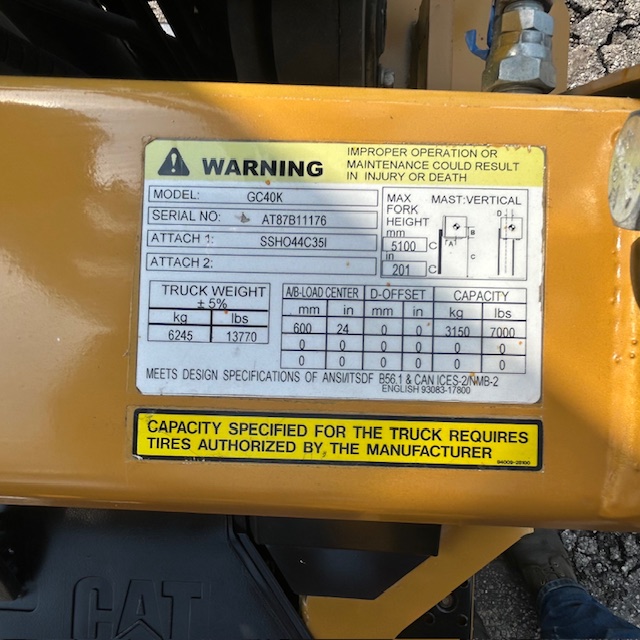 WARNING
IMPROPER OPERATION OR
MAINTENANCE COULD RESULT
IN INJURY OR DEATH
MODEL: GC40K
SERIAL NO: AT87B11176
ATTACH 1: SSHO44C35I
ATTACH 2:
MAX FORK HEIGHT
mm
5100
in
201
MAST:VERTICAL
D
A
B
C
C
C
TRUCK WEIGHT
± 5%
kg lbs
6245 13770
A/B-LOAD CENTER D-OFFSET CAPACITY
mm in mm in kg lbs
600 24 0 0 3150 7000
0 0 0 0 0 0
0 0 0 0 0 0
MEETS DESIGN SPECIFICATIONS OF ANSI/ITSDF B56.1 & CAN ICES-2/NMB-2
ENGLISH 93083-17800
CAPACITY SPECIFIED FOR THE TRUCK REQUIRES
TIRES AUTHORIZED BY THE MANUFACTURER
CAT